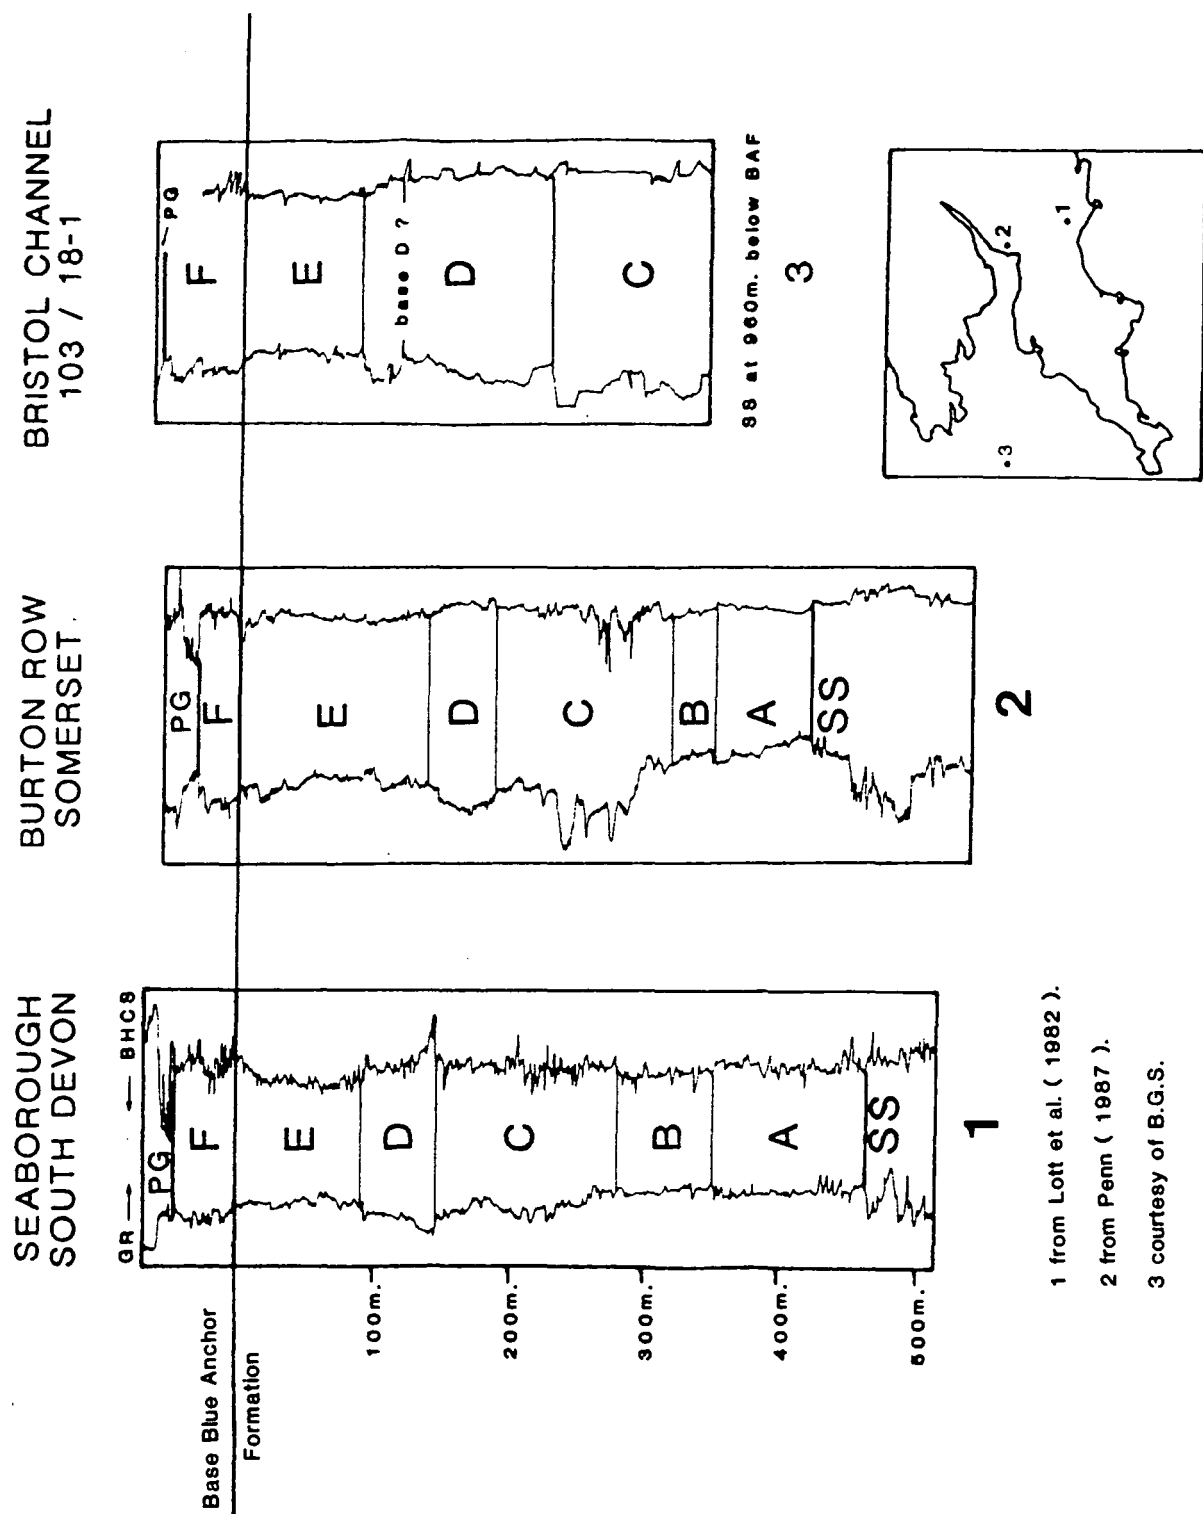 SEABOROUGH
SOUTH DEVON
BURTON ROW
SOMERSET.
BRISTOL CHANNEL
103 / 18-1
GR
BHCS
PG
F
E
D
C
B
A
SS
1
PG
F
E
D
C
B
A
SS
2
PG
F
E
base D ?
D
C
SS at 960m. below BAF
3
Base Blue Anchor
Formation
100m.
200m.
300m.
400m.
500m.
.1
.2
.3
1 from Lott et al. ( 1982 ).
2 from Penn ( 1987 ).
3 courtesy of B.G.S.